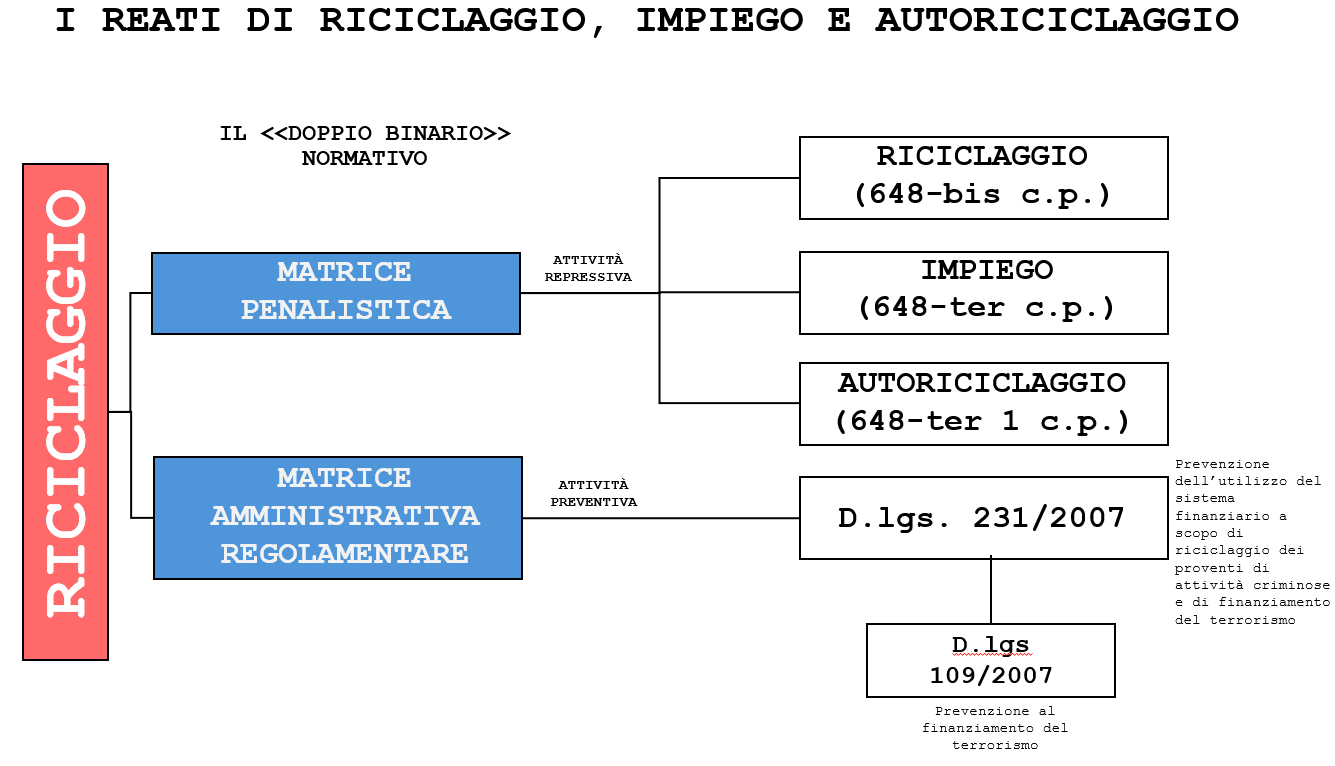 I REATI DI RICICLAGGIO, IMPIEGO E AUTORICICLAGGIO
IL <<DOPPIO BINARIO>>
NORMATIVO
RICICLAGGIO
MATRICE
PENALISTICA
ATTIVITÀ
REPRESSIVA
RICICLAGGIO
(648-bis c.p.)
IMPIEGO
(648-ter c.p.)
AUTORICICLAGGIO
(648-ter 1 c.p.)
MATRICE
AMMINISTRATIVA
REGOLAMENTARE
ATTIVITÀ
PREVENTIVA
D.lgs. 231/2007
Prevenzione
dell’utilizzo del
sistema
finanziario a
scopo di
riciclaggio dei
proventi di
attività criminose
e di finanziamento
del terrorismo
D.lgs
109/2007
Prevenzione al
finanziamento del
terrorismo